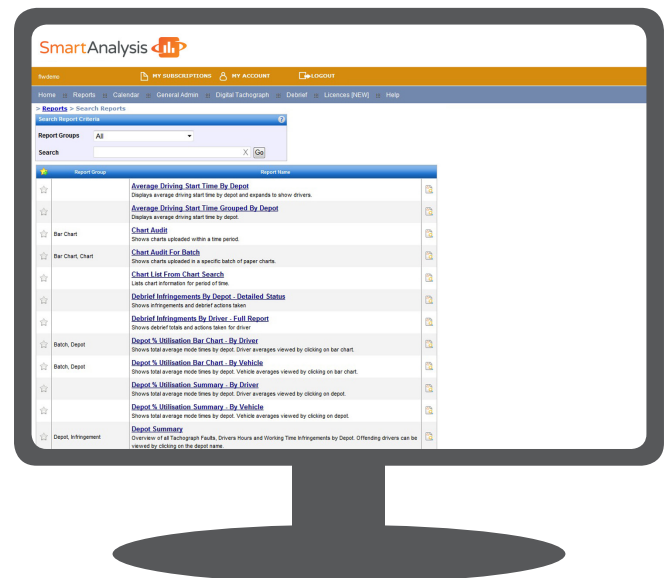 SmartAnalysis
ftwdemo MY SUBSCRIPTIONS MY ACCOUNT LOGOUT
Home Reports Calendar General Admin Digital Tachograph Debrief Licences [NEW] Help
> Reports > Search Reports
Search Report Criteria ?
Report Groups All
Search X Go
Report Group Report Name
Average Driving Start Time By Depot
Displays average driving start time by depot and expands to show drivers.
Average Driving Start Time Grouped By Depot
Displays average driving start time by depot.
Chart Audit
Bar Chart
Shows charts uploaded within a time period.
Chart Audit For Batch
Bar Chart, Chart
Shows charts uploaded in a specific batch of paper charts.
Chart List From Chart Search
Lists chart information for period of time.
Debrief Infringements By Depot - Detailed Status
Shows infringements and debrief actions taken
Debrief Infringments By Driver - Full Report
Shows debrief totals and actions taken for driver
Depot % Utilisation Bar Chart - By Driver
Batch, Depot
Shows total average mode times by depot. Driver averages viewed by clicking on bar chart.
Depot % Utilisation Bar Chart - By Vehicle
Batch, Depot
Shows total average mode times by depot. Vehicle averages viewed by clicking on bar chart.
Depot % Utilisation Summary - By Driver
Shows total average mode times by depot. Driver averages viewed by clicking on depot.
Depot % Utilisation Summary - By Vehicle
Shows total average mode times by depot. Vehicle averages viewed by clicking on depot.
Depot Summary
Depot, Infringement
Overview of all Tachograph Faults, Drivers Hours and Working Time Infringements by Depot. Offending drivers can be
viewed by clicking on the depot name.